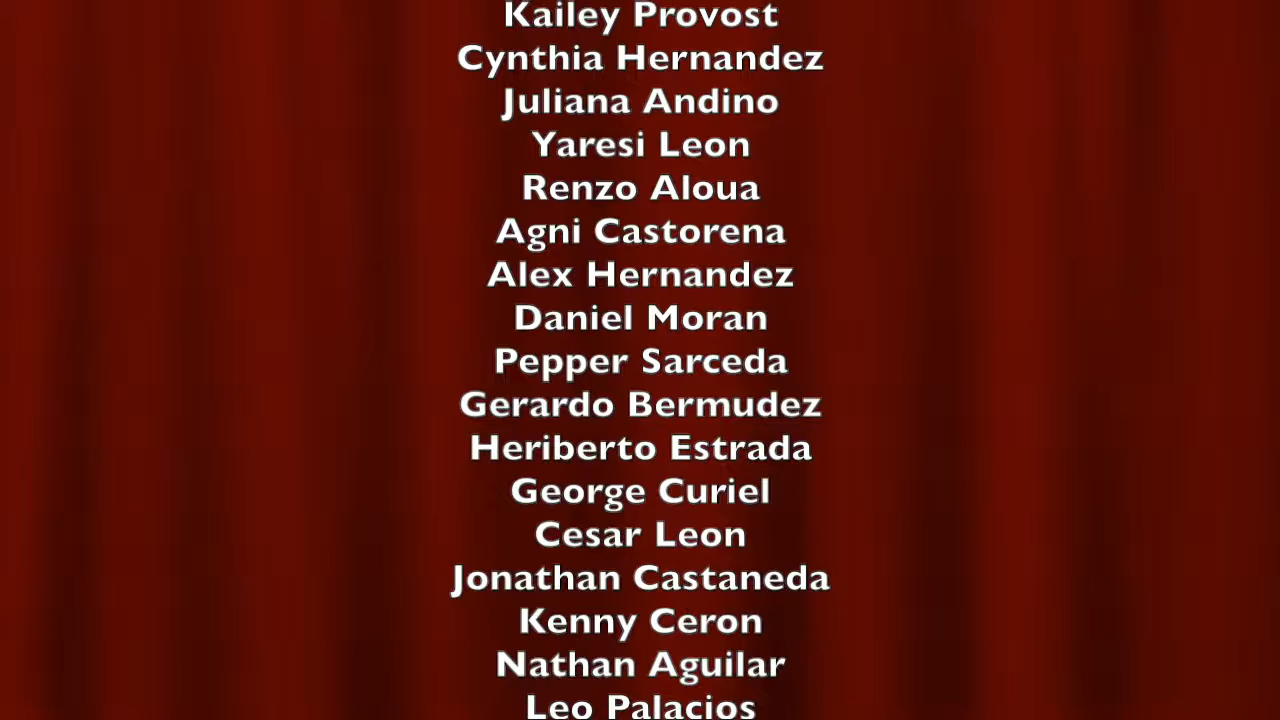 Kailey Provost
Cynthia Hernandez
Juliana Andino
Yaresi Leon
Renzo Aloua
Agni Castorena
Alex Hernandez
Daniel Moran
Pepper Sarceda
Gerardo Bermudez
Heriberto Estrada
George Curiel
Cesar Leon
Jonathan Castaneda
Kenny Ceron
Nathan Aguilar
Leo Palacios